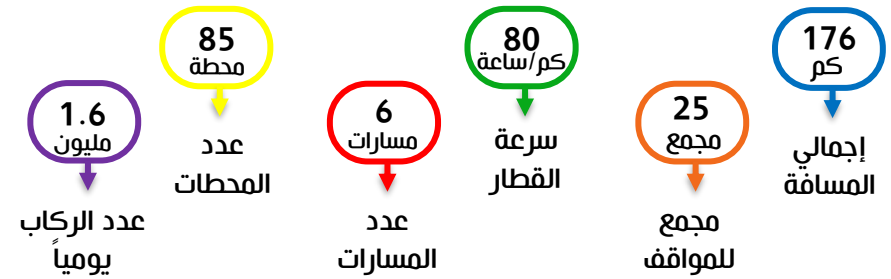 176
كم
إجمالي
المسافة
25
مجمع
مجمع
للمواقف
80
كم/ساعة
سرعة
القطار
6
مسارات
عدد
المسارات
85
محطة
عدد
المحطات
1.6
مليون
عدد الركاب
يومياً